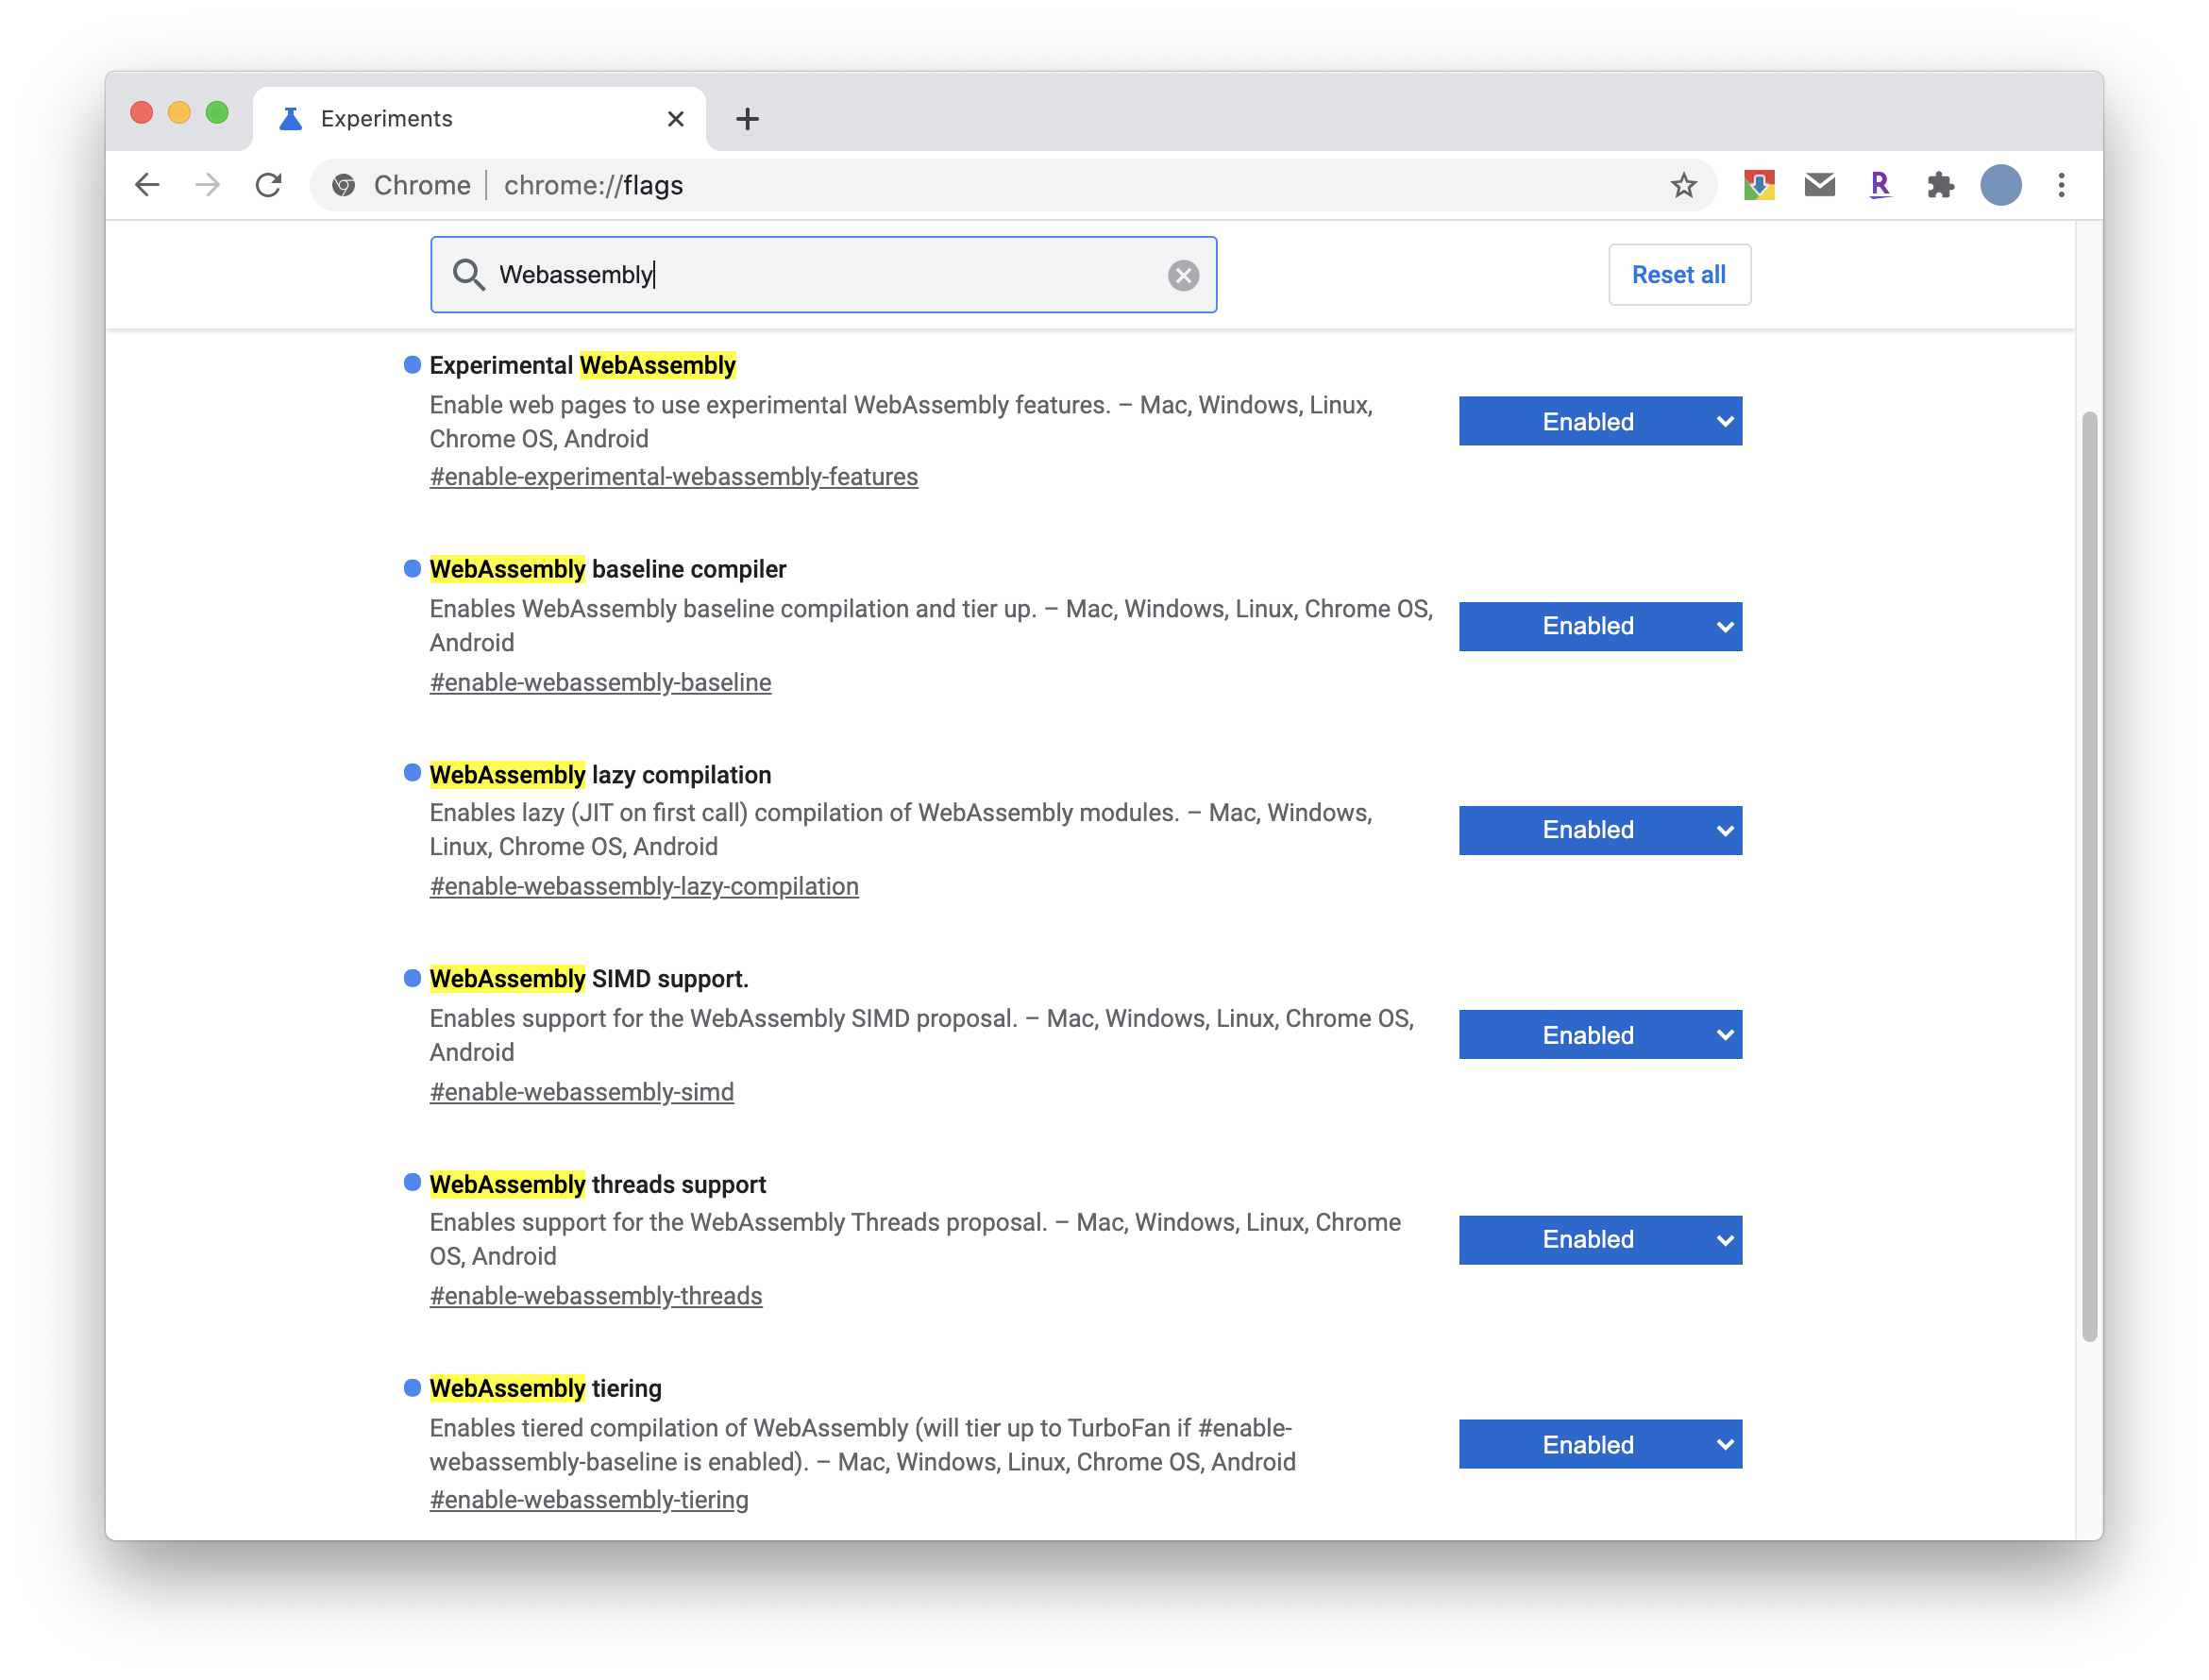 Experiments
Chrome chrome://flags
Webassembly
Reset all
Experimental WebAssembly
Enable web pages to use experimental WebAssembly features. – Mac, Windows, Linux,
Chrome OS, Android
#enable-experimental-webassembly-features
Enabled
WebAssembly baseline compiler
Enables WebAssembly baseline compilation and tier up. – Mac, Windows, Linux, Chrome OS,
Android
#enable-webassembly-baseline
Enabled
WebAssembly lazy compilation
Enables lazy (JIT on first call) compilation of WebAssembly modules. – Mac, Windows,
Linux, Chrome OS, Android
#enable-webassembly-lazy-compilation
Enabled
WebAssembly SIMD support.
Enables support for the WebAssembly SIMD proposal. – Mac, Windows, Linux, Chrome OS,
Android
#enable-webassembly-simd
Enabled
WebAssembly threads support
Enables support for the WebAssembly Threads proposal. – Mac, Windows, Linux, Chrome
OS, Android
#enable-webassembly-threads
Enabled
WebAssembly tiering
Enables tiered compilation of WebAssembly (will tier up to TurboFan if #enable-
webassembly-baseline is enabled). – Mac, Windows, Linux, Chrome OS, Android
#enable-webassembly-tiering
Enabled